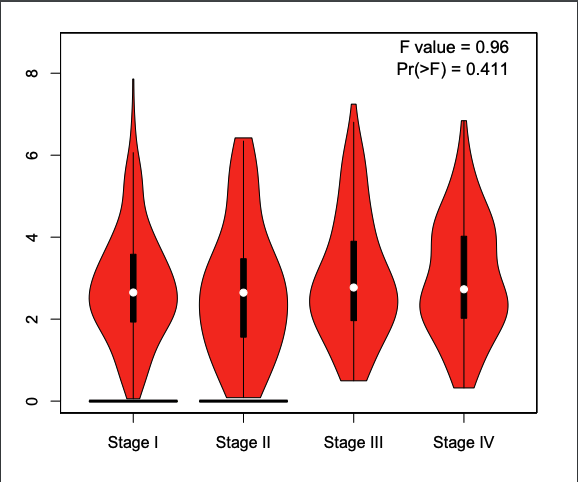 F value = 0.96
Pr(>F) = 0.411
8
6
4
2
0
Stage I Stage II Stage III Stage IV